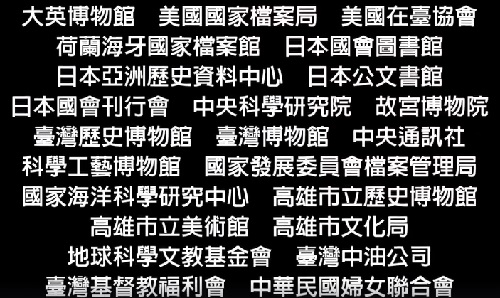 大英博物館　美國國家檔案局　美國在臺協會
荷蘭海牙國家檔案館　日本國會圖書館
日本亞洲歷史資料中心　日本公文書館
日本國會刊行會　中央科學研究院　故宮博物院
臺灣歷史博物館　臺灣博物館　中央通訊社
科學工藝博物館　國家發展委員會檔案管理局
國家海洋科學研究中心　高雄市立歷史博物館
高雄市立美術館　高雄市文化局
地球科學文教基金會　臺灣中油公司
臺灣基督教福利會　中華民國婦女聯合會